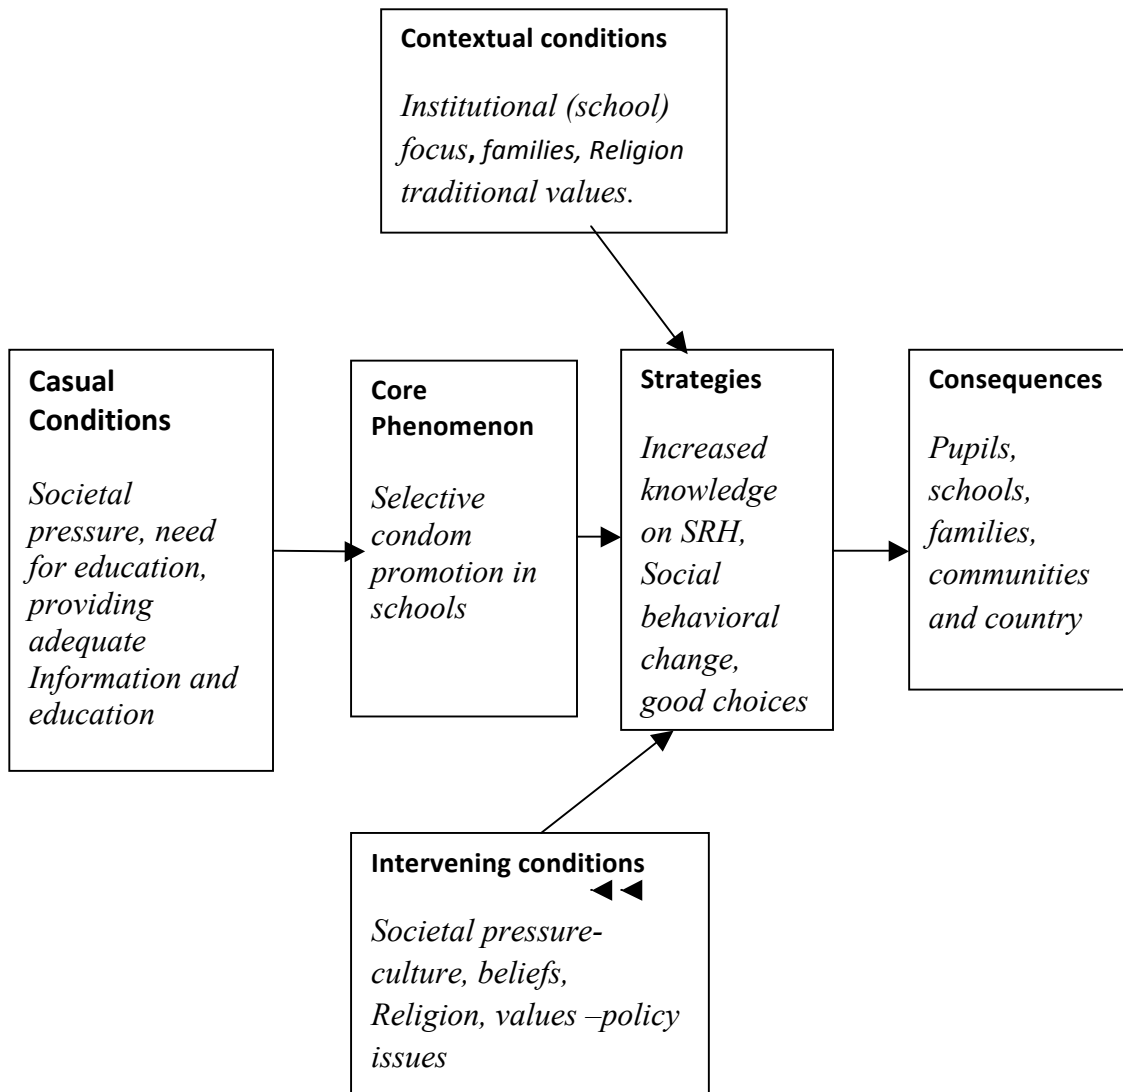 Contextual conditions
Institutional (school)
focus, families, Religion
traditional values.
Casual
Conditions
Societal
pressure, need
for education,
providing
adequate
Information and
education
Core
Phenomenon
Selective
condom
promotion in
schools
Strategies
Increased
knowledge
on SRH,
Social
behavioral
change,
good choices
Consequences
Pupils,
schools,
families,
communities
and country
Intervening conditions
Societal pressure-
culture, beliefs,
Religion, values –policy
issues